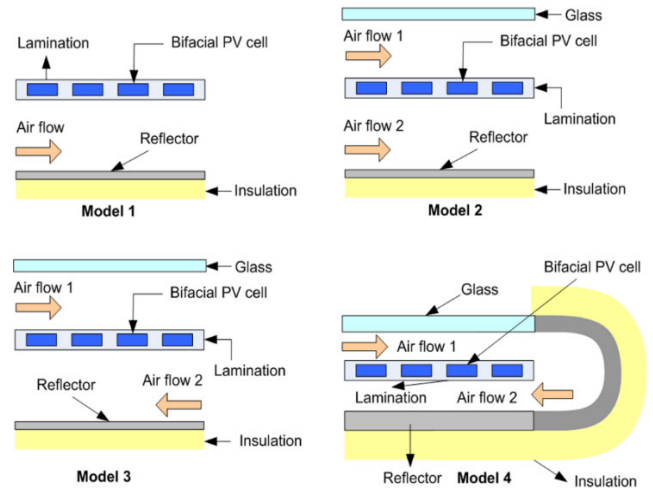 Lamination
Bifacial PV cell
Air flow
Reflector
Insulation
Model 1
Glass
Air flow 1
Bifacial PV cell
Lamination
Air flow 2
Reflector
Insulation
Model 2
Glass
Air flow 1
Bifacial PV cell
Lamination
Reflector
Air flow 2
Insulation
Model 3
Bifacial PV cell
Glass
Air flow 1
Lamination
Air flow 2
Reflector
Model 4
Insulation